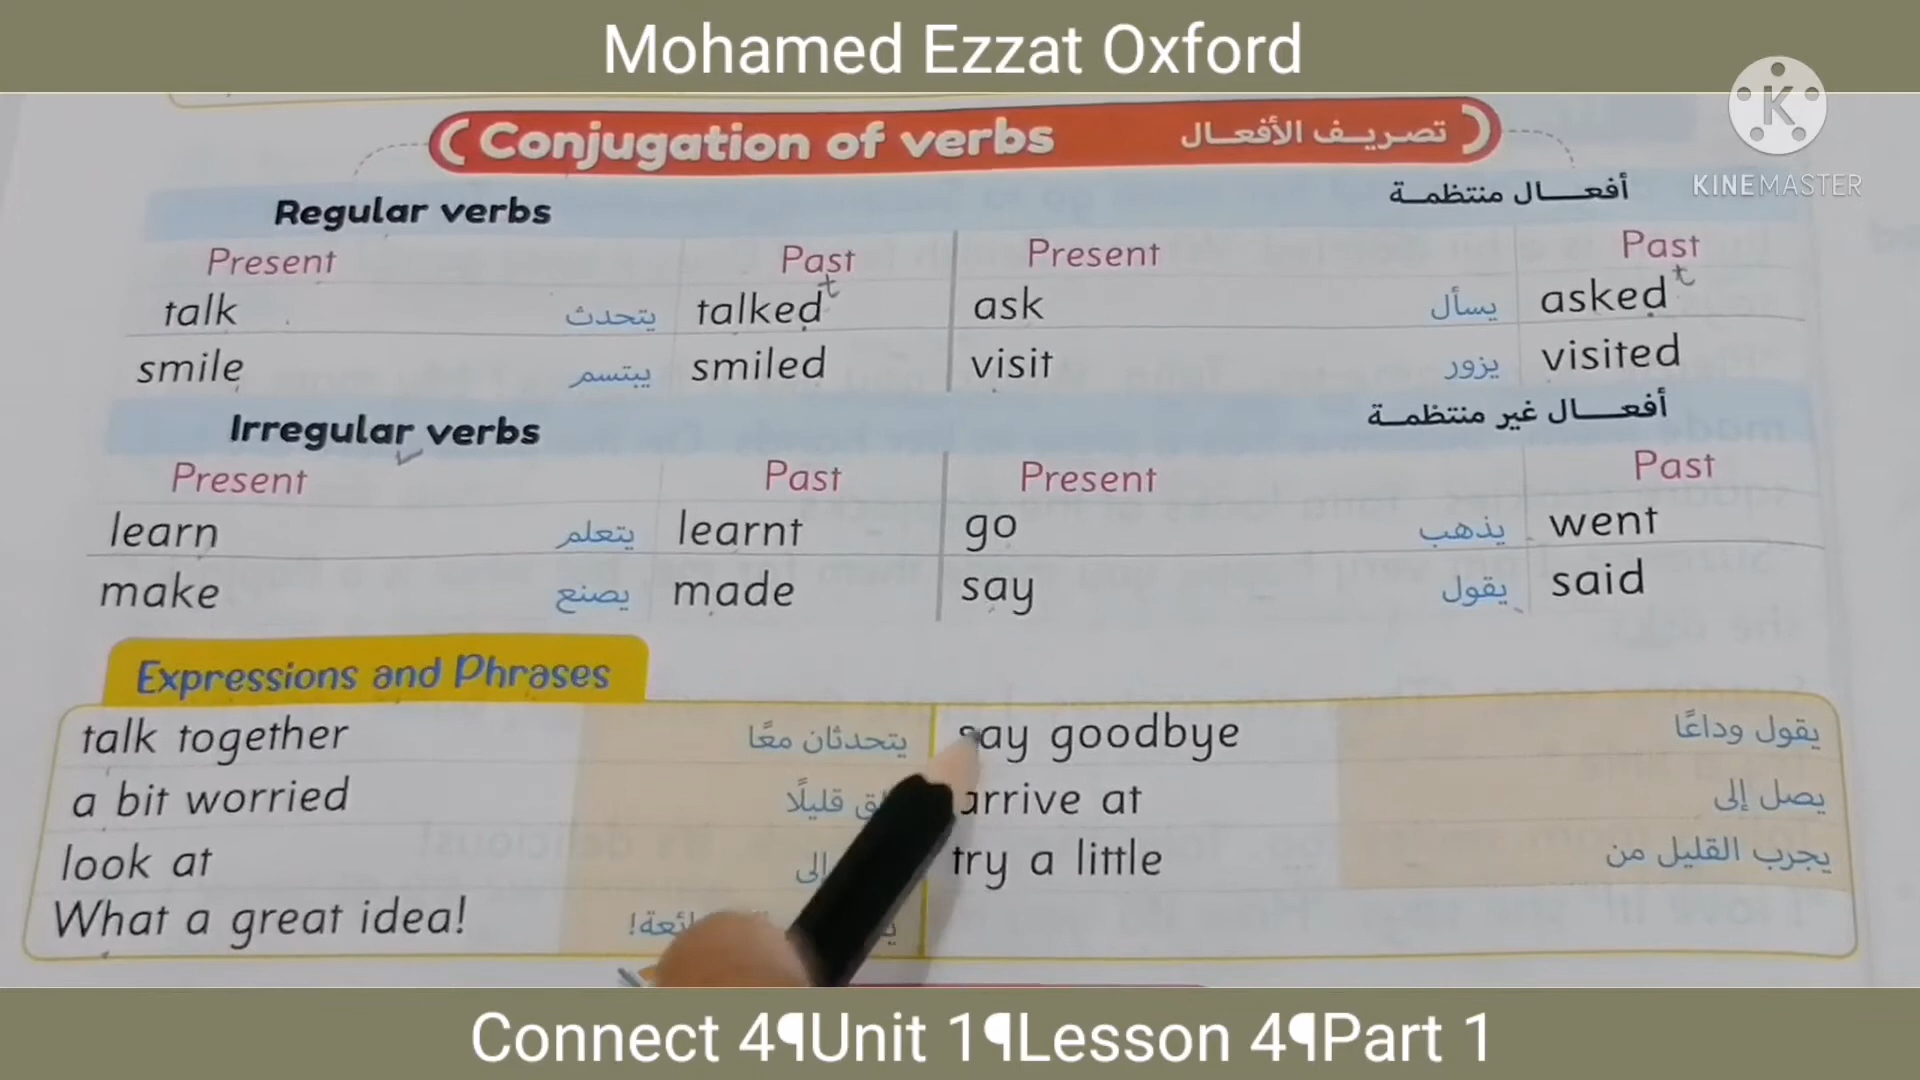 Mohamed Ezzat Oxford
KINEMASTER
Conjugation of verbs تصريف الأفعال
Regular verbs أفعال منتظمة
Present Past Present Past
talk يتحدث talked t ask يسأل asked t
smile يبتسم smiled visit يزور visited
Irregular verbs أفعال غير منتظمة
Present Past Present Past
learn يتعلم learnt go يذهب went
make يصنع made say يقول said
Expressions and Phrases
talk together يتحدثان معًا say goodbye يقول وداعًا
a bit worried قليلًا arrive at يصل إلى
look at إلى try a little يجرب القليل من
What a great idea!
Connect 4¶Unit 1¶Lesson 4¶Part 1